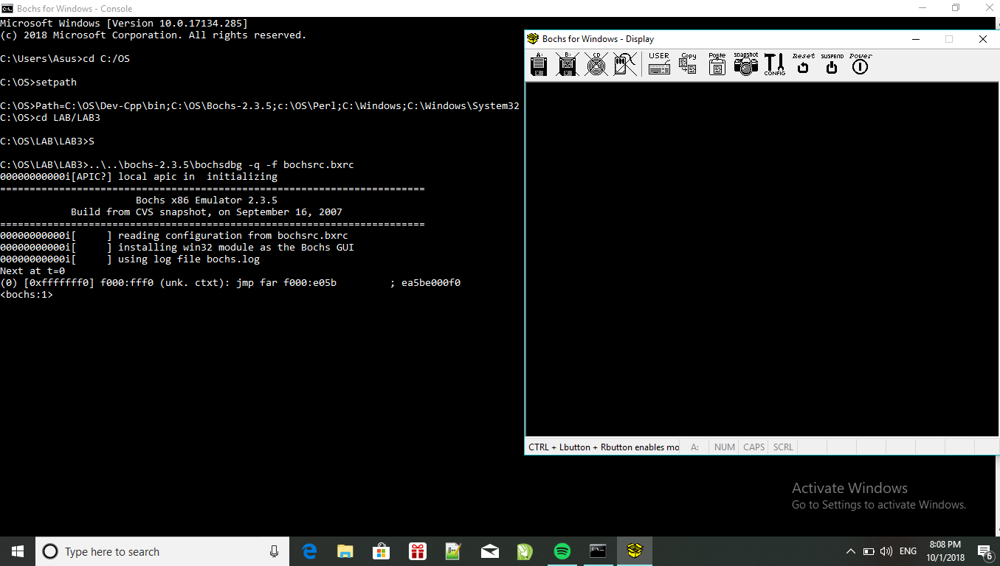 Bochs for Windows - Console
Microsoft Windows [Version 10.0.17134.285]
(c) 2018 Microsoft Corporation. All rights reserved.
C:\Users\Asus>cd C:/OS
C:\OS>setpath
C:\OS>Path=C:\OS\Dev-Cpp\bin;C:\OS\Bochs-2.3.5;c:\OS\Perl;C:\Windows;C:\Windows\System32
C:\OS>cd LAB/LAB3
C:\OS\LAB\LAB3>S
C:\OS\LAB\LAB3>..\..\bochs-2.3.5\bochsdbg -q -f bochsrc.bxrc
00000000000i[APIC?] local apic in  initializing
========================================================================
Bochs x86 Emulator 2.3.5
Build from CVS snapshot, on September 16, 2007
========================================================================
00000000000i[     ] reading configuration from bochsrc.bxrc
00000000000i[     ] installing win32 module as the Bochs GUI
00000000000i[     ] using log file bochs.log
Next at t=0
(0) [0xfffffff0] f000:fff0 (unk. ctxt): jmp far f000:e05b         ; ea5be000f0
<bochs:1>
Bochs for Windows - Display
A: B: CD USER Copy Paste snapshot CONFIG Reset SUSPEND Power
CTRL + Lbutton + Rbutton enables mo A: NUM CAPS SCRL
Activate Windows
Go to Settings to activate Windows.
Type here to search
ENG
8:08 PM
10/1/2018
6